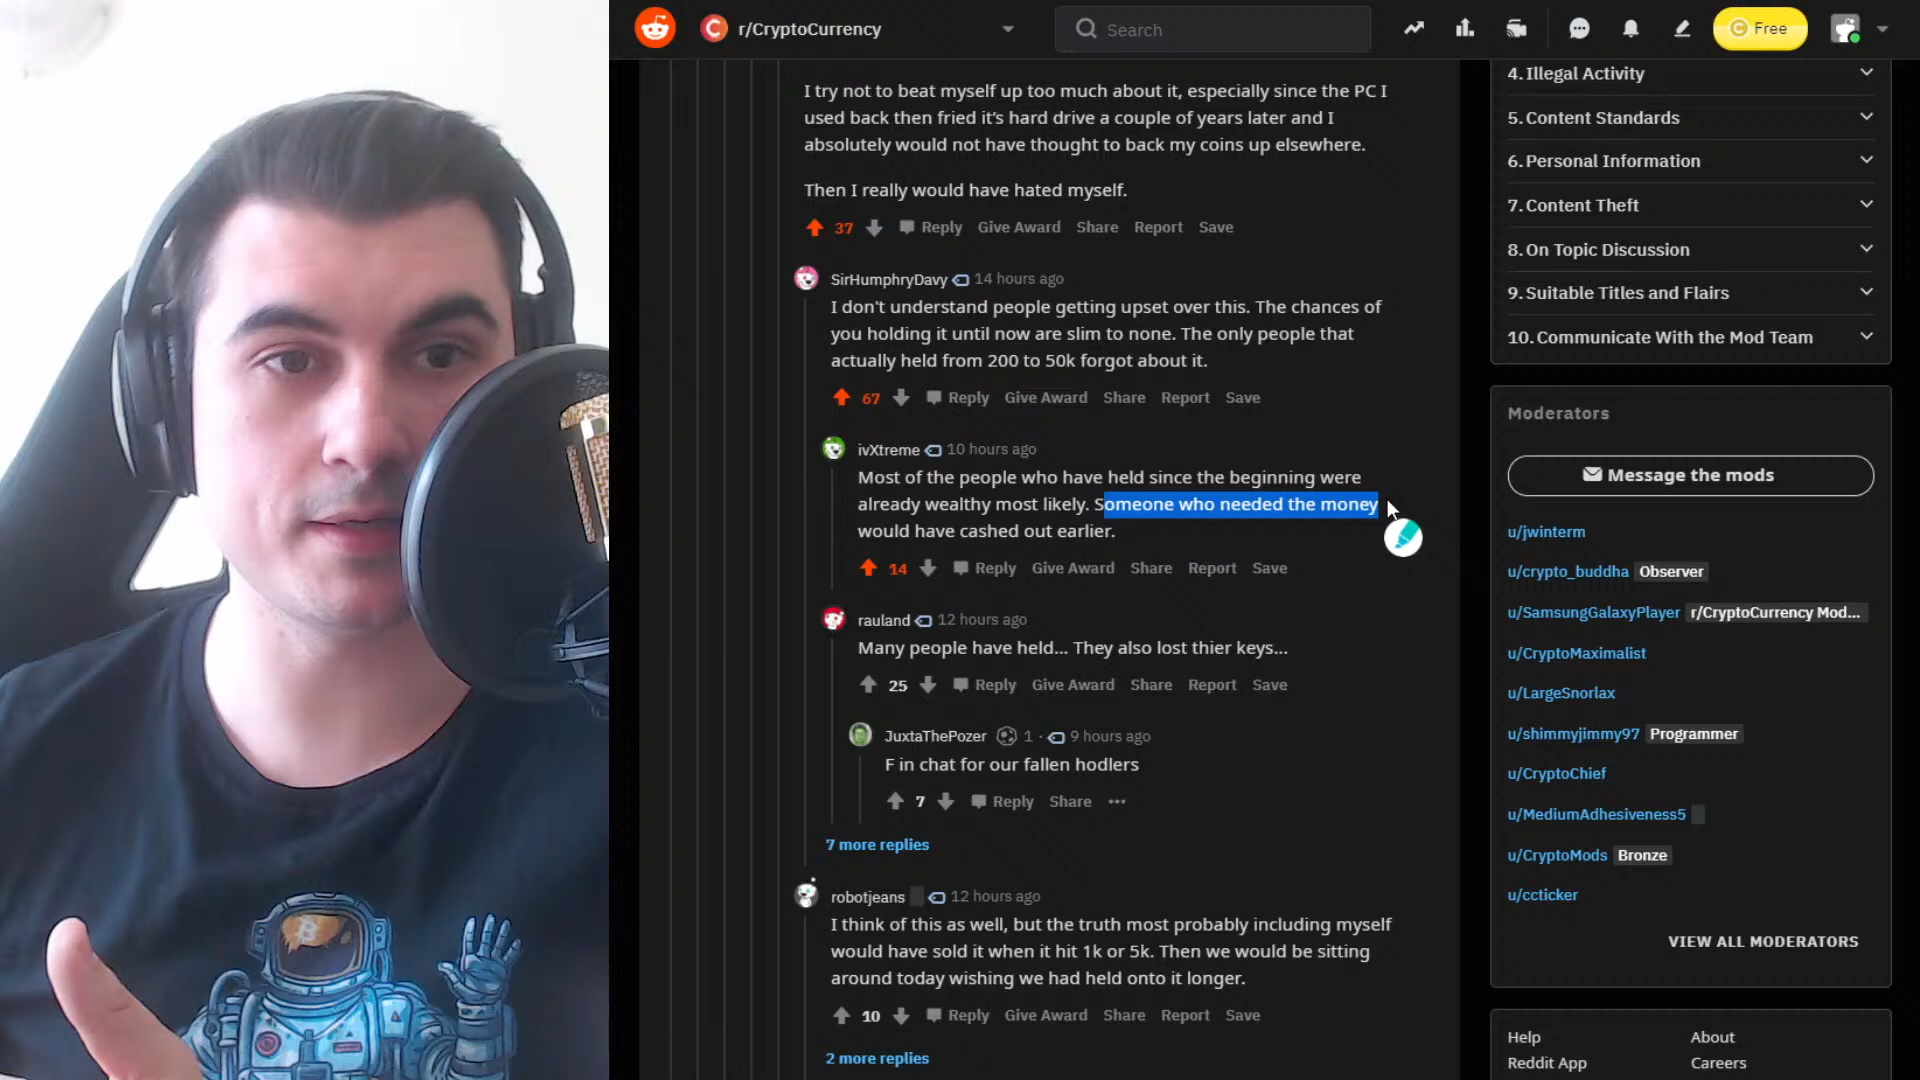 r/CryptoCurrency
Search
Free
I try not to beat myself up too much about it, especially since the PC I
used back then fried it's hard drive a couple of years later and I
absolutely would not have thought to back my coins up elsewhere.
Then I really would have hated myself.
37 Reply Give Award Share Report Save
SirHumphryDavy 14 hours ago
I don't understand people getting upset over this. The chances of
you holding it until now are slim to none. The only people that
actually held from 200 to 50k forgot about it.
67 Reply Give Award Share Report Save
ivXtreme 10 hours ago
Most of the people who have held since the beginning were
already wealthy most likely. Someone who needed the money
would have cashed out earlier.
14 Reply Give Award Share Report Save
rauland 12 hours ago
Many people have held... They also lost thier keys...
25 Reply Give Award Share Report Save
JuxtaThePozer 1 · 9 hours ago
F in chat for our fallen hodlers
7 Reply Share ···
7 more replies
robotjeans 12 hours ago
I think of this as well, but the truth most probably including myself
would have sold it when it hit 1k or 5k. Then we would be sitting
around today wishing we had held onto it longer.
10 Reply Give Award Share Report Save
2 more replies
4. Illegal Activity
5. Content Standards
6. Personal Information
7. Content Theft
8. On Topic Discussion
9. Suitable Titles and Flairs
10. Communicate With the Mod Team
Moderators
Message the mods
u/jwinterm
u/crypto_buddha Observer
u/SamsungGalaxyPlayer r/CryptoCurrency Mod...
u/CryptoMaximalist
u/LargeSnorlax
u/shimmyjimmy97 Programmer
u/CryptoChief
u/MediumAdhesiveness5
u/CryptoMods Bronze
u/ccticker
VIEW ALL MODERATORS
Help About
Reddit App Careers